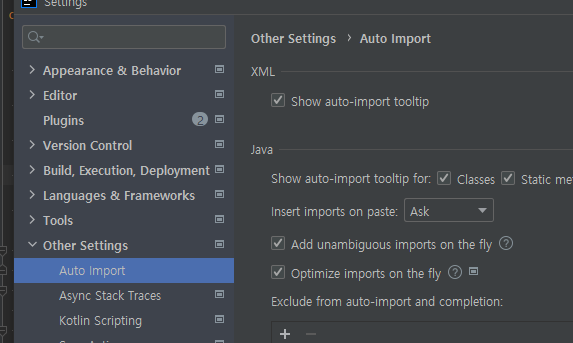 Settings
Other Settings > Auto Import
Appearance & Behavior
Editor
Plugins 2
Version Control
Build, Execution, Deployment
Languages & Frameworks
Tools
Other Settings
Auto Import
Async Stack Traces
Kotlin Scripting
XML
Show auto-import tooltip
Java
Show auto-import tooltip for: Classes Static me
Insert imports on paste: Ask
Add unambiguous imports on the fly ?
Optimize imports on the fly ?
Exclude from auto-import and completion: